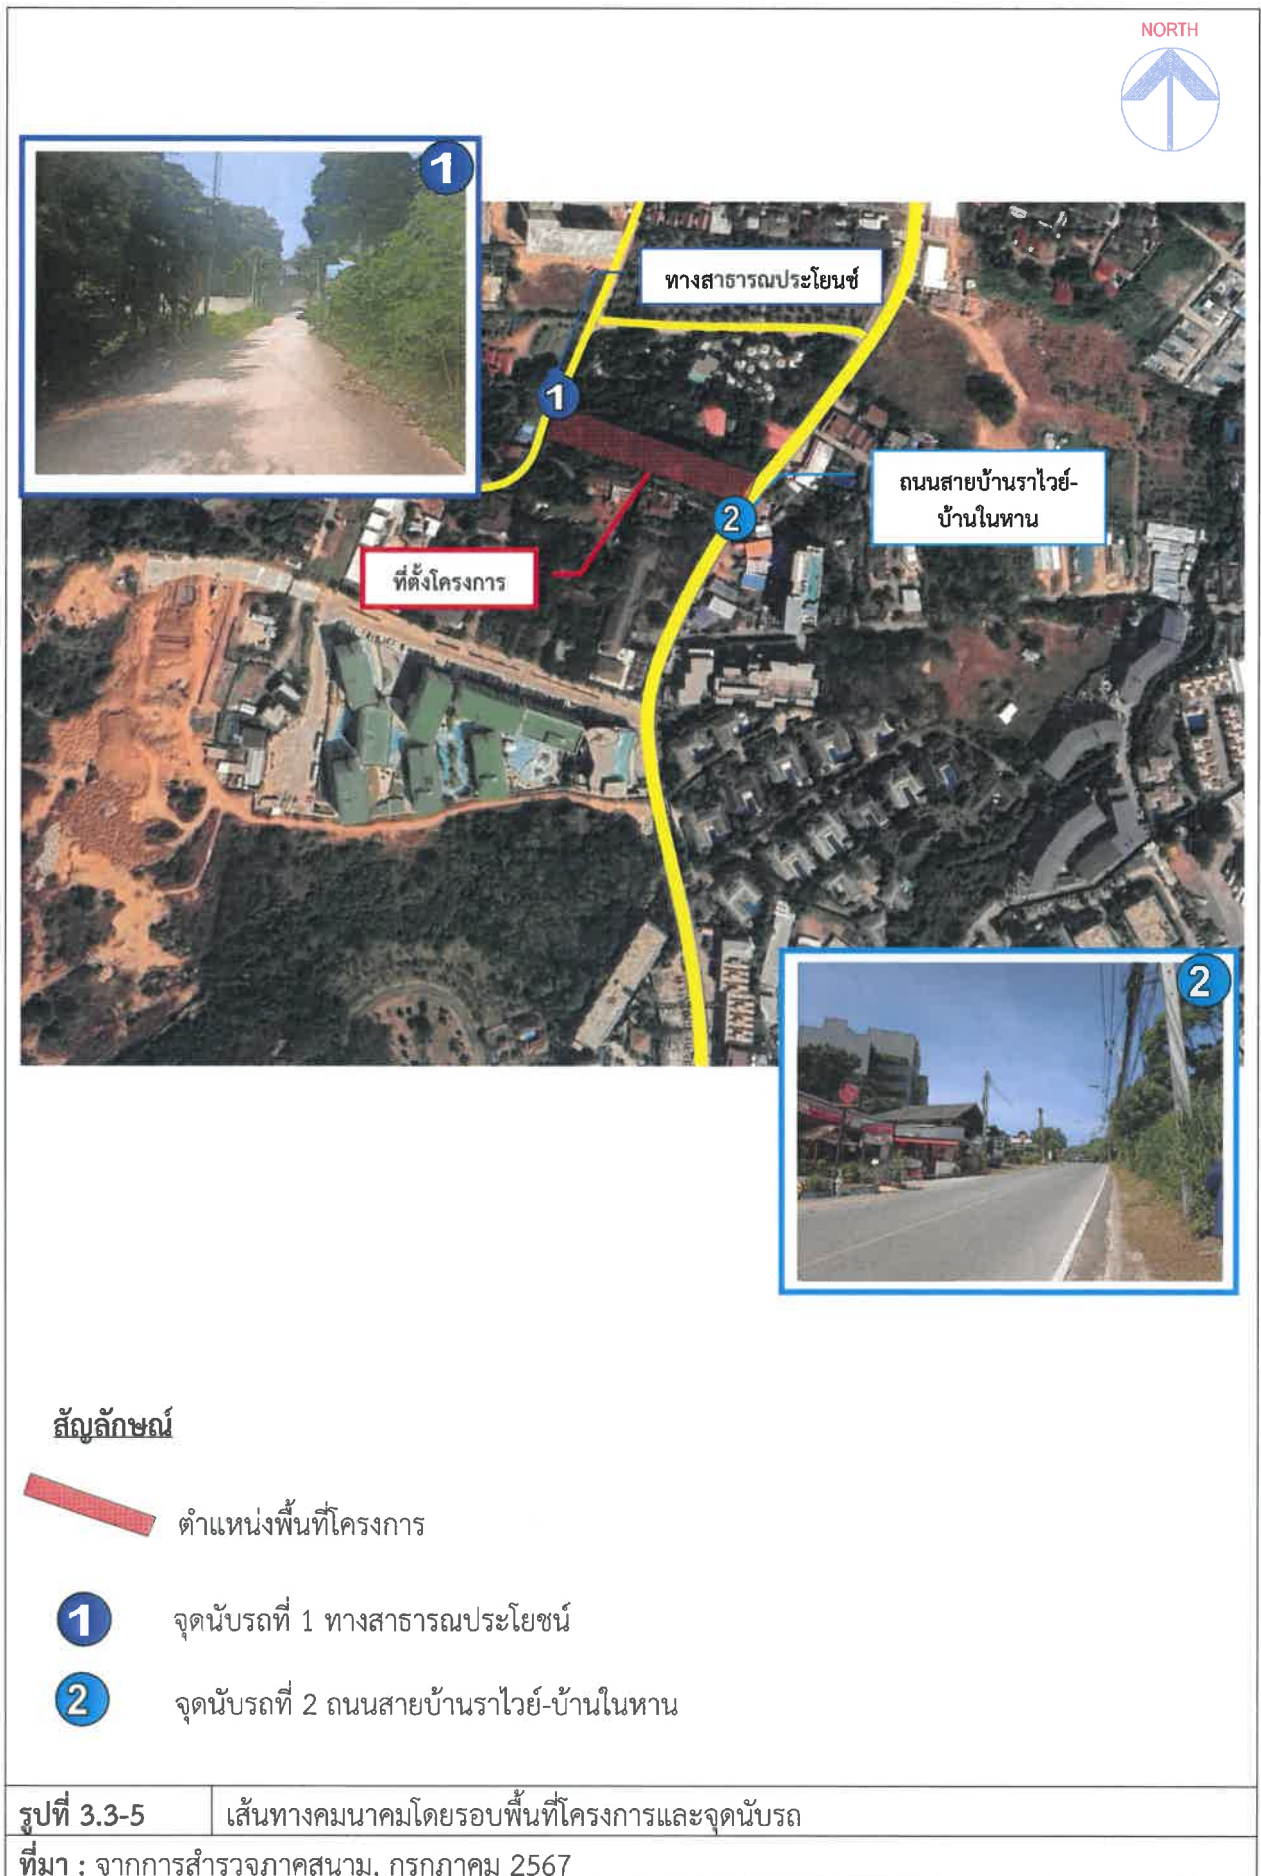 NORTH
1
ทางสาธารณประโยนซ์
1
ถนนสายบ้านราไวย์-
บ้านในหาน
2
ที่ตั้งโครงการ
2
สัญลักษณ์
ตำแหน่งพื้นที่โครงการ
1 จุดนับรถที่ 1 ทางสาธารณประโยชน์
2 จุดนับรถที่ 2 ถนนสายบ้านราไวย์-บ้านในหาน
รูปที่ 3.3-5 เส้นทางคมนาคมโดยรอบพื้นที่โครงการและจุดนับรถ
ที่มา : จากการสำรวจภาคสนาม, กรกฎาคม 2567